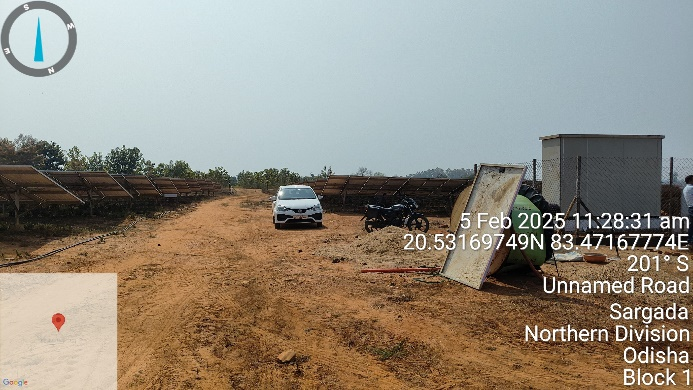 S
W
E
N
5 Feb 2025 11:28:31 am
20.53169749N 83.47167774E
201° S
Unnamed Road
Sargada
Northern Division
Odisha
Block 1
Google